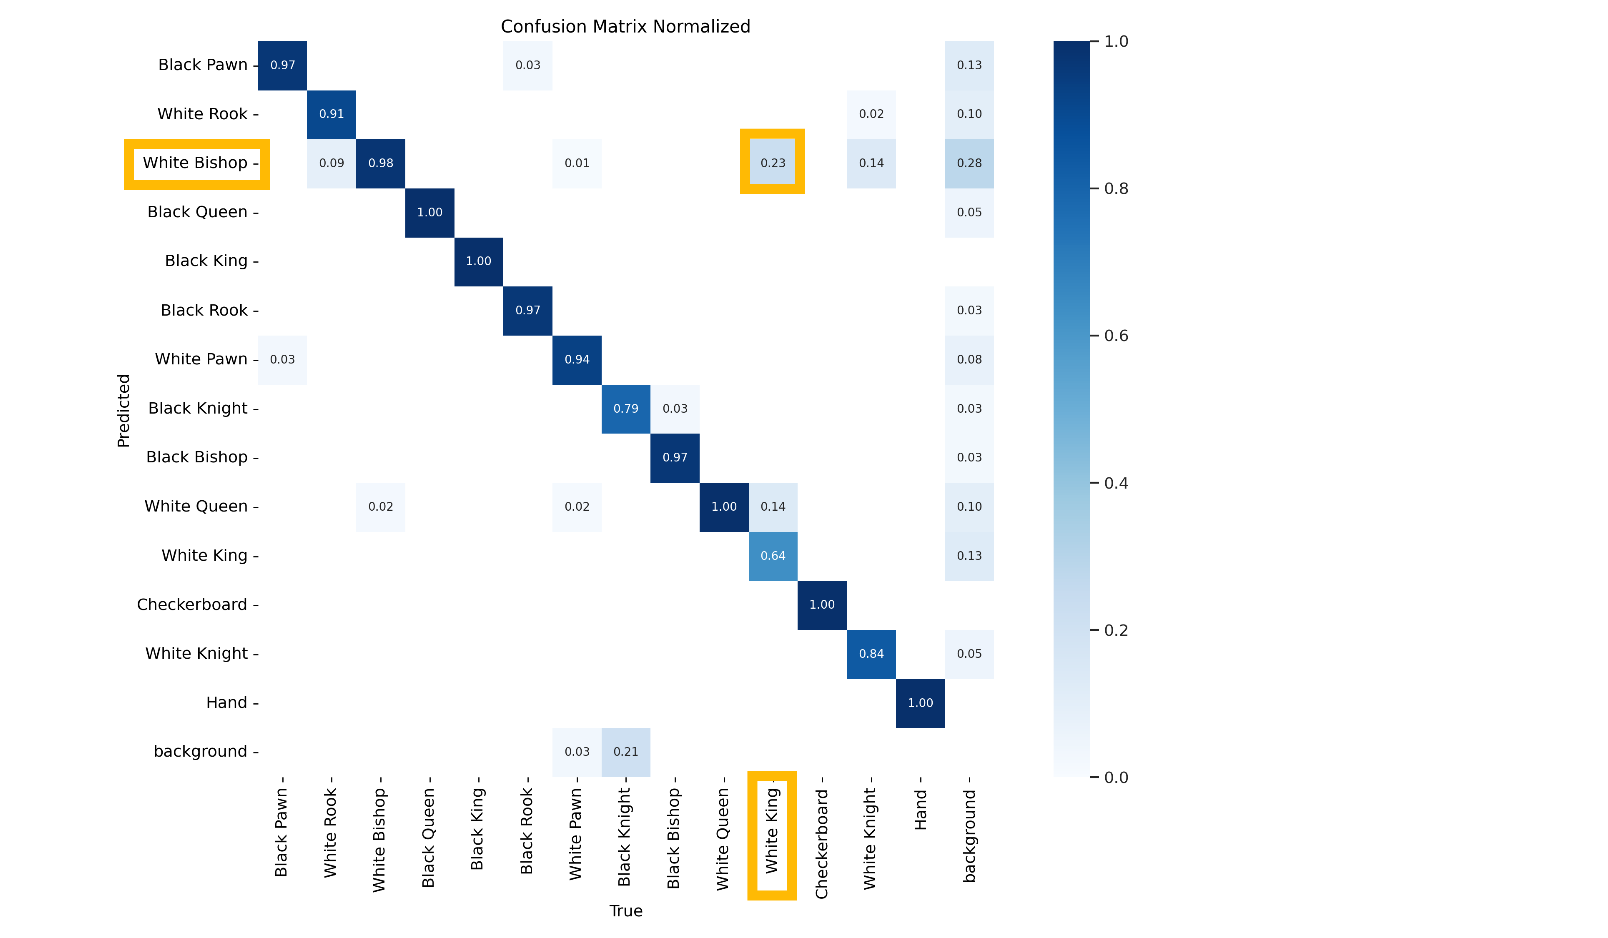 Confusion Matrix Normalized
Black Pawn 0.97 0.03 0.13
White Rook 0.91 0.02 0.10
White Bishop 0.09 0.98 0.01 0.23 0.14 0.28
Black Queen 1.00 0.05
Black King 1.00
Black Rook 0.97 0.03
White Pawn 0.03 0.94 0.08
Black Knight 0.79 0.03 0.03
Black Bishop 0.97 0.03
White Queen 0.02 0.02 1.00 0.14 0.10
White King 0.64 0.13
Checkerboard 1.00
White Knight 0.84 0.05
Hand 1.00
background 0.03 0.21
Predicted
Black Pawn
White Rook
White Bishop
Black Queen
Black King
Black Rook
White Pawn
Black Knight
Black Bishop
White Queen
White King
Checkerboard
White Knight
Hand
background
True
1.0
0.8
0.6
0.4
0.2
0.0